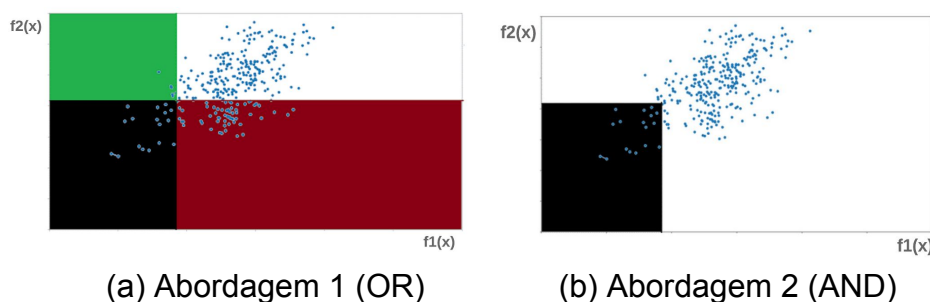 f2(x)
f1(x)
(a) Abordagem 1 (OR)
f2(x)
f1(x)
(b) Abordagem 2 (AND)